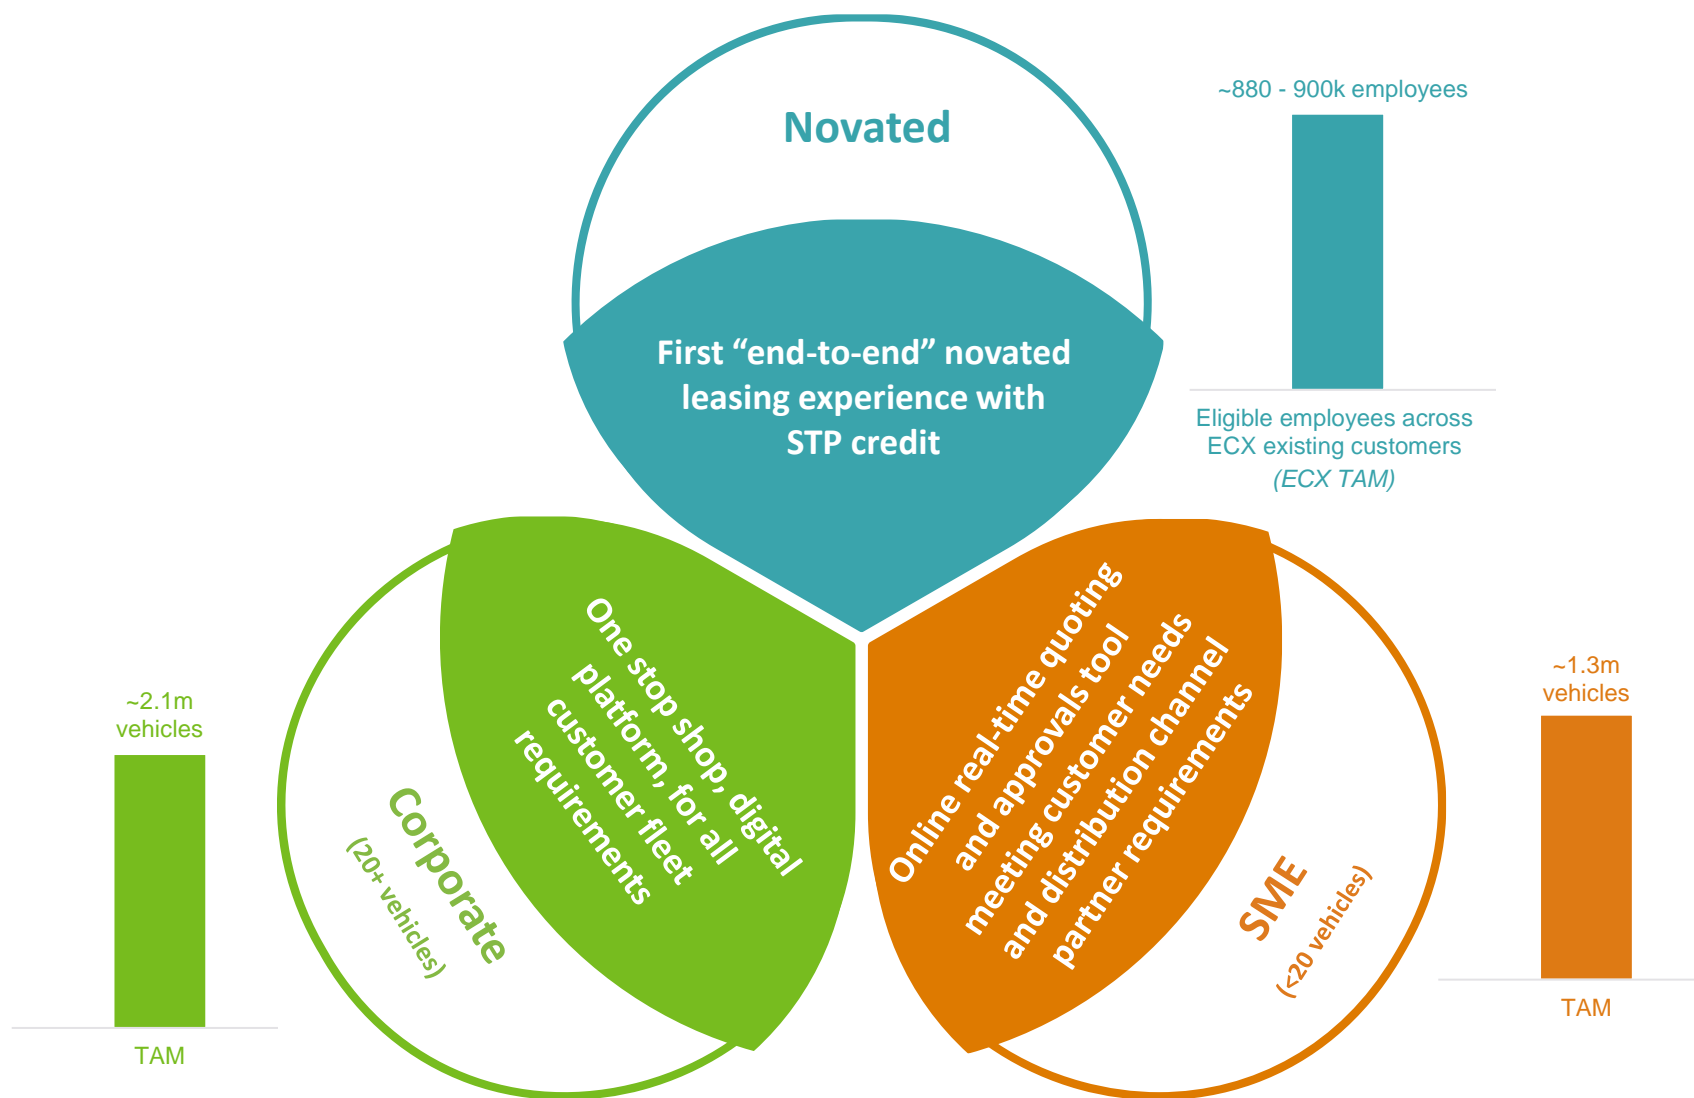 Novated
First “end-to-end” novated
leasing experience with
STP credit
~880 - 900k employees
Eligible employees across
ECX existing customers
(ECX TAM)
~2.1m
vehicles
TAM
Corporate
(20+ vehicles)
One stop shop, digital
platform, for all
customer fleet
requirements
Online real-time quoting
and approvals tool
meeting customer needs
and distribution channel
partner requirements
SME
(<20 vehicles)
~1.3m
vehicles
TAM